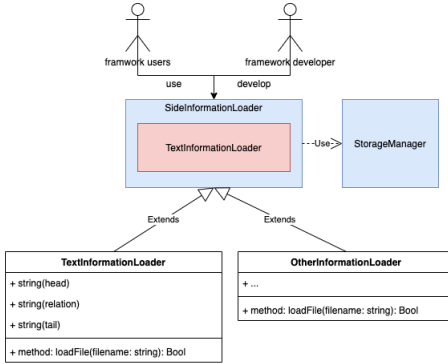 framwork users
framework developer
use
develop
SideInformationLoader
TextInformationLoader
Use
StorageManager
Extends
Extends
TextInformationLoader
+ string(head)
+ string(relation)
+ string(tail)
+ method: loadFile(filename: string): Bool
OtherInformationLoader
+ ...
+ method: loadFile(filename: string): Bool